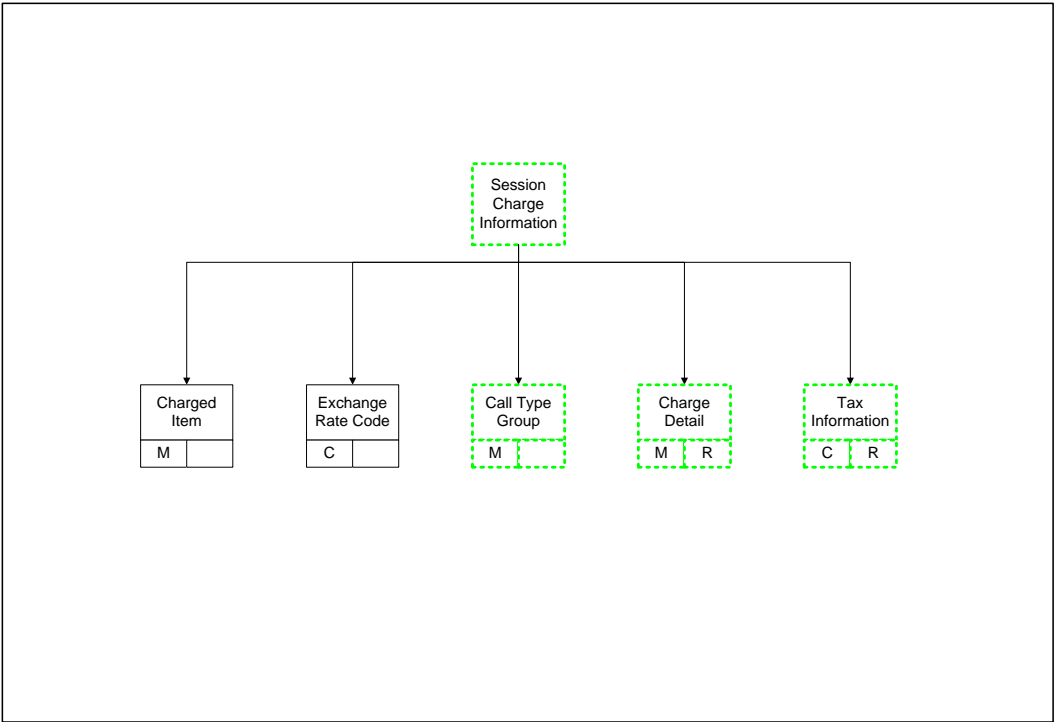 Session
Charge
Information
Charged
Item
M
Exchange
Rate Code
C
Call Type
Group
M
Charge
Detail
M R
Tax
Information
C R